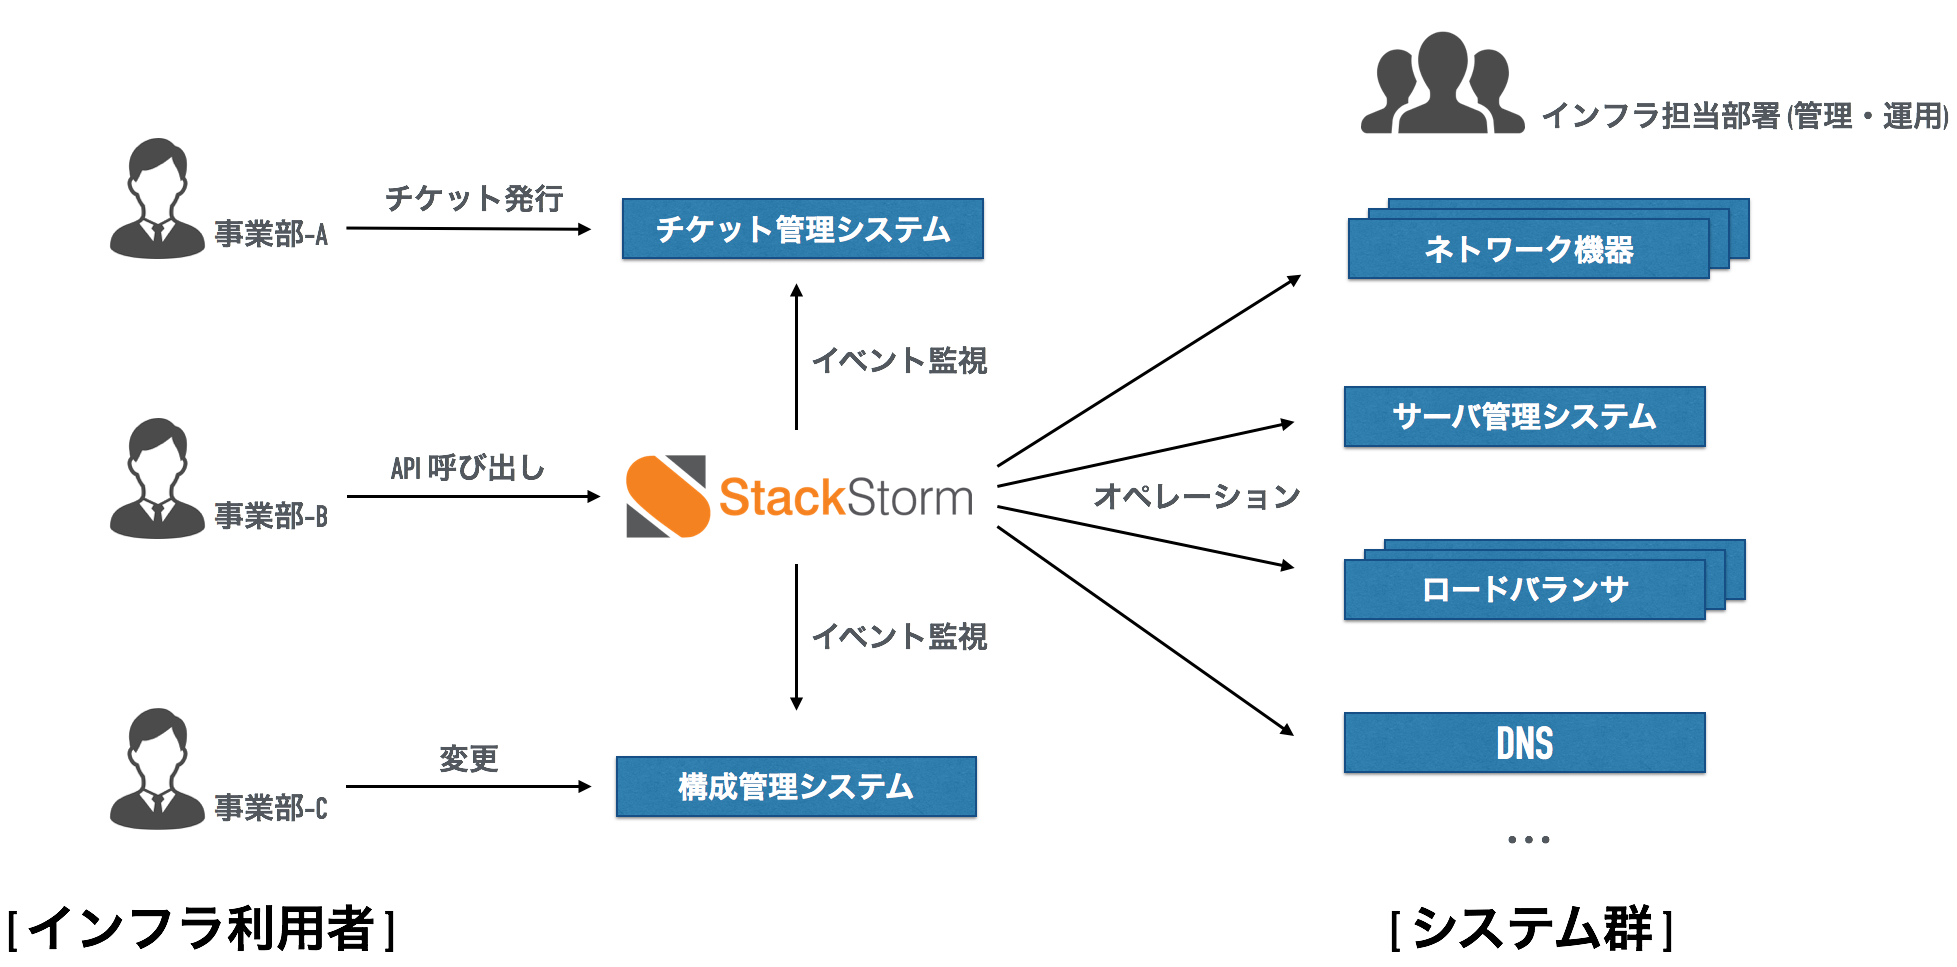 インフラ担当部署 (管理・運用)
事業部-A
チケット発行
チケット管理システム
ネトワーク機器
イベント監視
サーバ管理システム
事業部-B
API 呼び出し
StackStorm
オペレーション
ロードバランサ
イベント監視
事業部-C
変更
構成管理システム
DNS
...
[ インフラ利用者 ]
[ システム群 ]